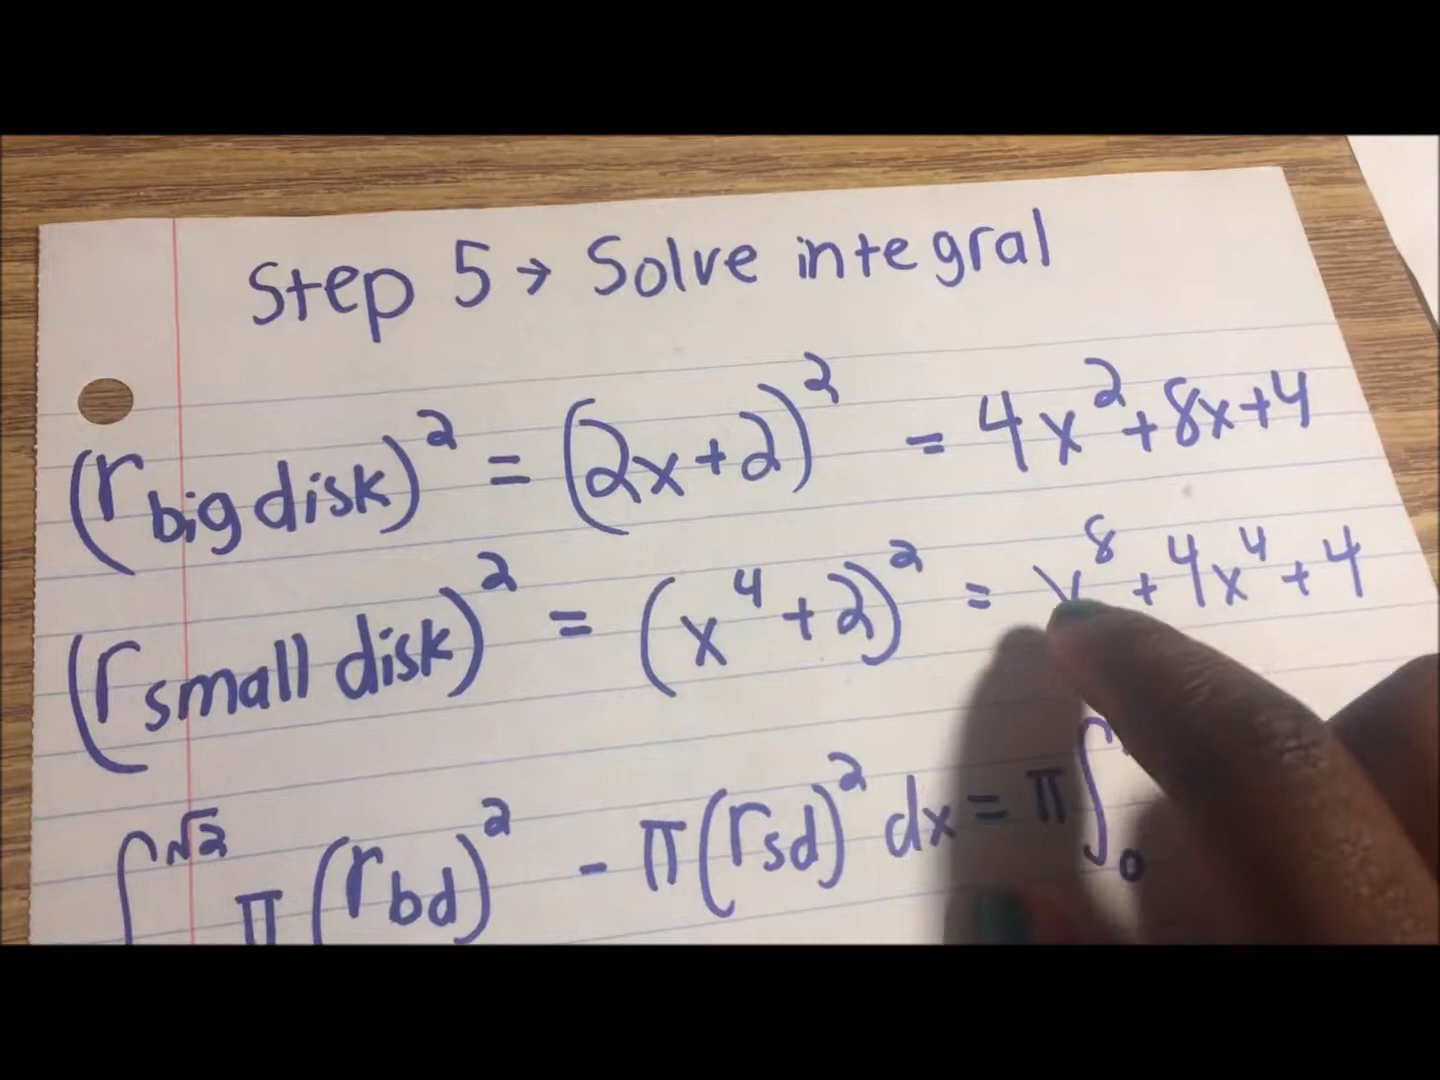 Step 5 → Solve integral
(r big disk)² = (2x+2)² = 4x²+8x+4
(r small disk)² = (x⁴+2)² = x⁸+4x⁴+4
∫√2 π(r bd)² - π(r sd)² dx = π∫0